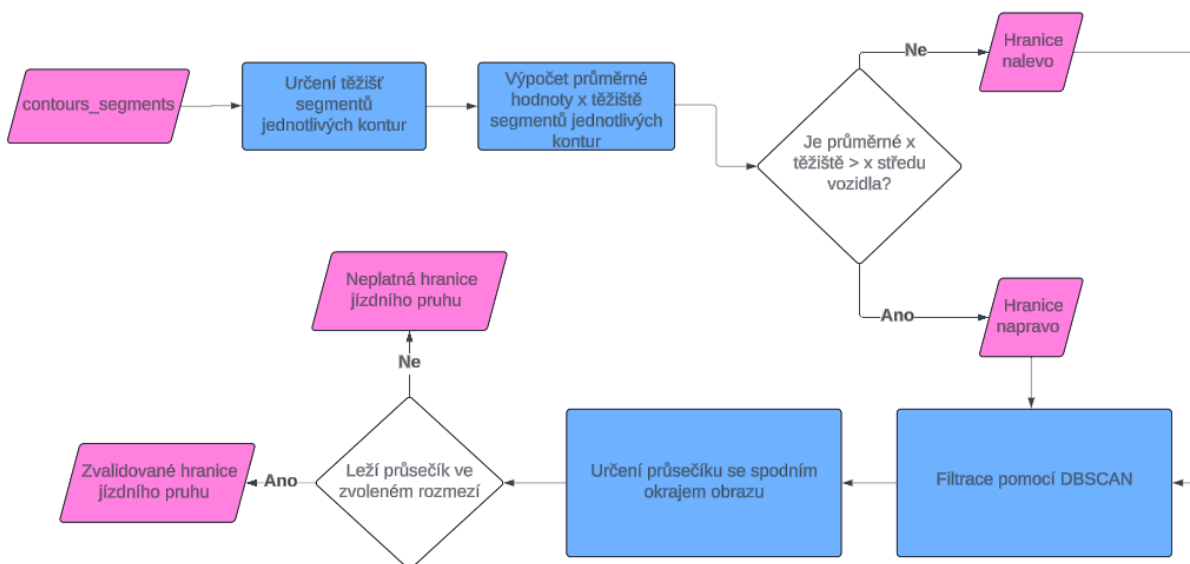 contours_segments
Určení těžišť
segmentů
jednotlivých kontur
Výpočet průměrné
hodnoty x těžiště
segmentů jednotlivých
kontur
Je průměrné x
těžiště > x středu
vozidla?
Ne
Hranice
nalevo
Ano
Hranice
napravo
Filtrace pomocí DBSCAN
Určení průsečíku se spodním
okrajem obrazu
Leží průsečík ve
zvoleném rozmezí
Ne
Neplatná hranice
jízdního pruhu
Ano
Zvalidované hranice
jízdního pruhu